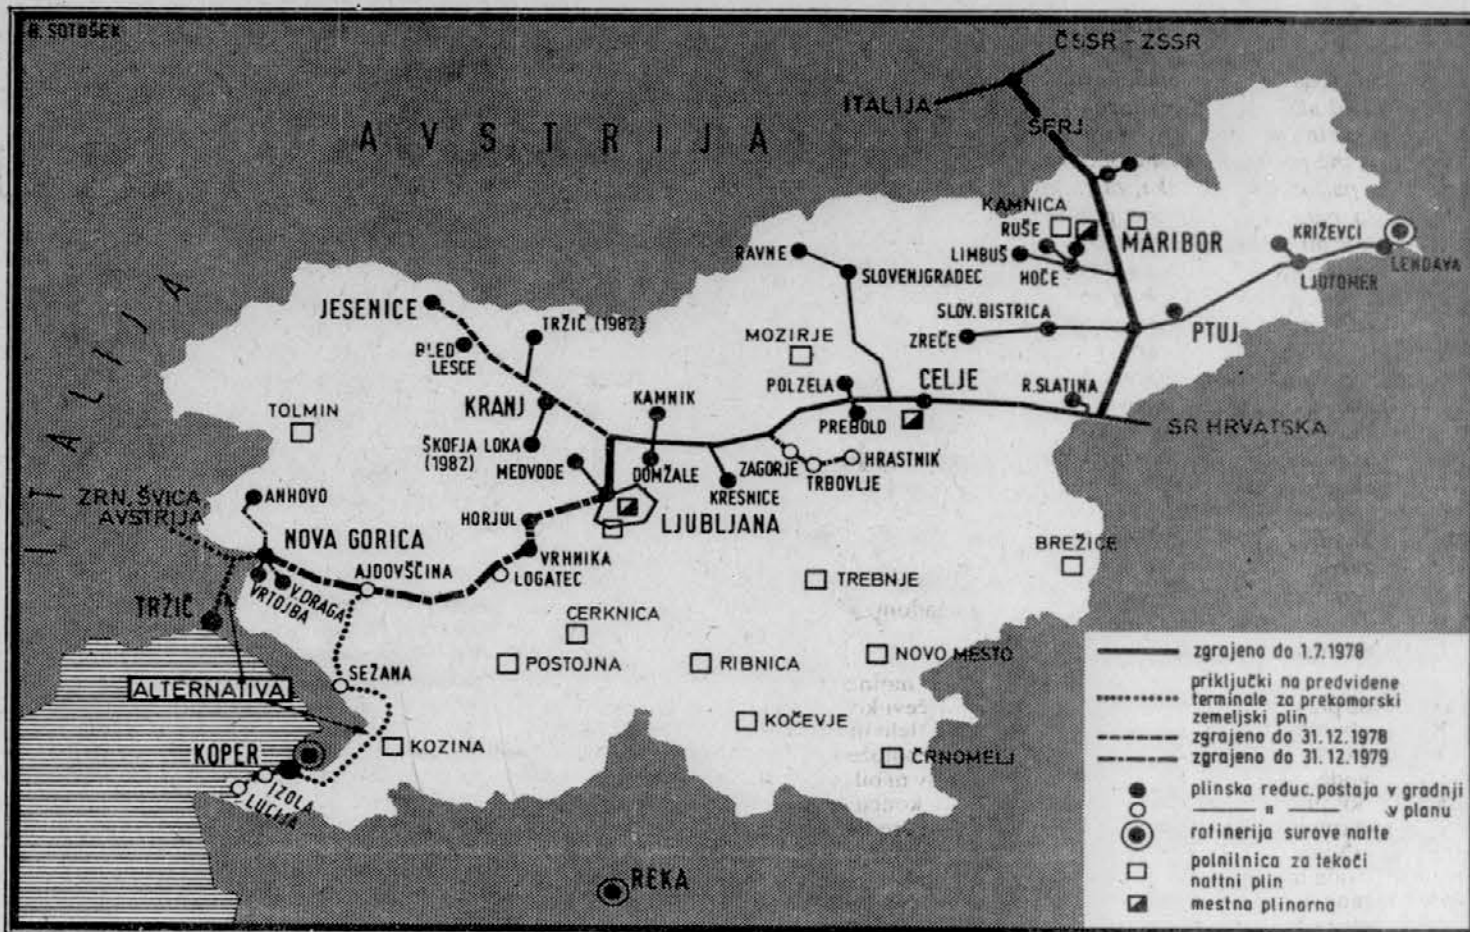 B. SOTOŠEK
ČSSR - ZSSR
ITALIJA
ŠERJ
AVSTRIJA
KAMNICA
RUŠE
LIMBUŠ
HOČE
MARIBOR
KRIŽEVCI
LENDAVA
LJUTOMER
RAVNE
SLOVENJGRADEC
SLOV. BISTRICA
ZREČE
PTUJ
ITALIJA
JESENICE
TRŽIČ (1982)
BLED
LESCE
MOZIRJE
POLZELA
CELJE
R. SLATINA
TOLMIN
KRANJ
KAMNIK
PREBOLD
SR HRVATSKA
ŠKOFJA LOKA
(1982)
MEDVODE
DOMŽALE
ZAGORJE
HRASTNIK
TRBOVLJE
KRESNICE
ZRN. ŠVICA
AVSTRIJA
ANHOVO
HORJUL
LJUBLJANA
NOVA GORICA
VRHNIKA
AJDOVŠČINA
LOGATEC
BREŽICE
TREBNJE
V. DRAGA
VRTOJBA
TRŽIČ
CERKNICA
POSTOJNA
RIBNICA
NOVO MESTO
SEŽANA
ALTERNATIVA
KOČEVJE
KOZINA
ČRNOMELJ
KOPER
IZOLA
LUCIJA
REKA
zgrajeno do 1.7.1978
priključki na predvidene
terminale za prekomorski
zemeljski plin
zgrajeno do 31.12.1978
zgrajeno do 31.12.1979
plinska reduc. postaja v gradnji
— " — v planu
rafinerija surove nafte
polnilnica za tekoči
naftni plin
mestna plinarna